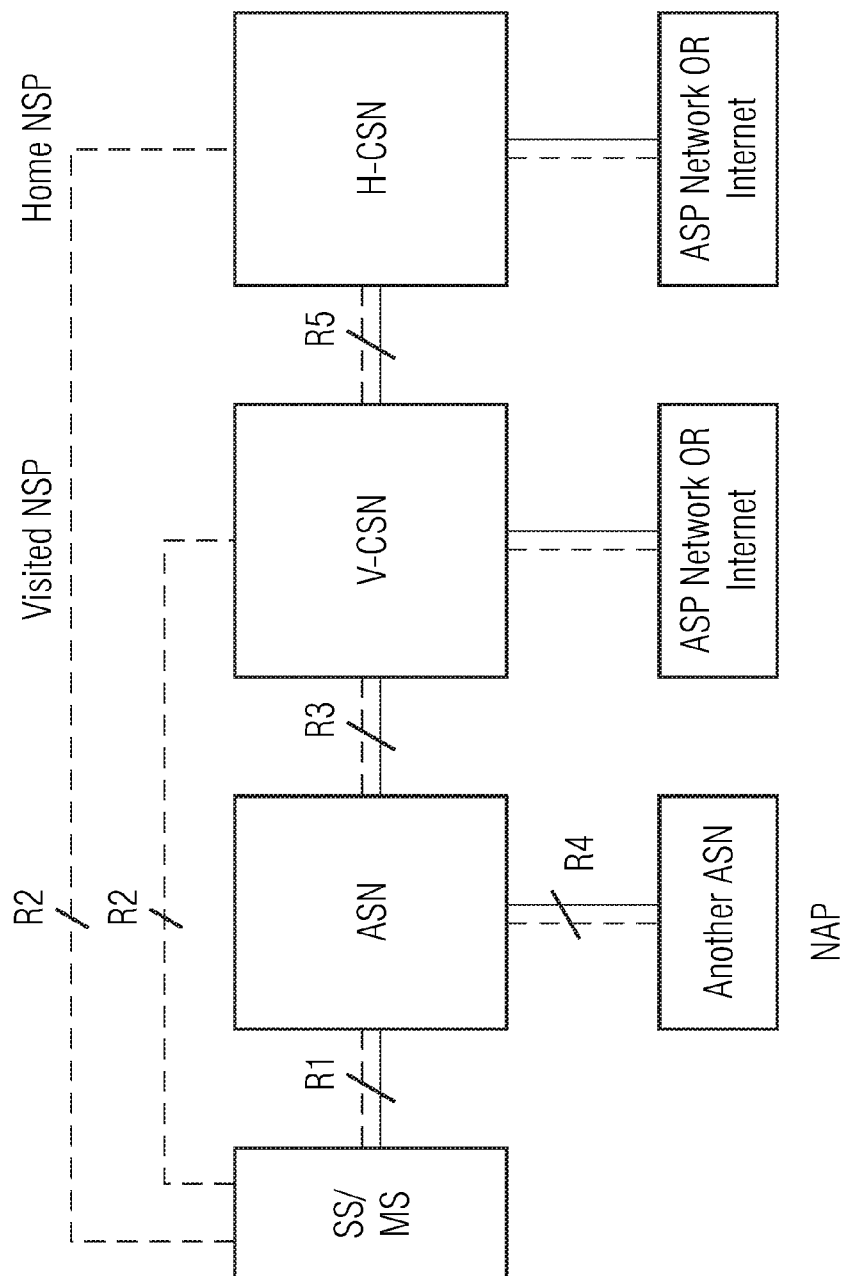 Visited NSP
Home NSP
R2
R2
SS/
MS
R1
ASN
R3
V-CSN
R5
H-CSN
R4
Another ASN
ASP Network OR
Internet
ASP Network OR
Internet
NAP